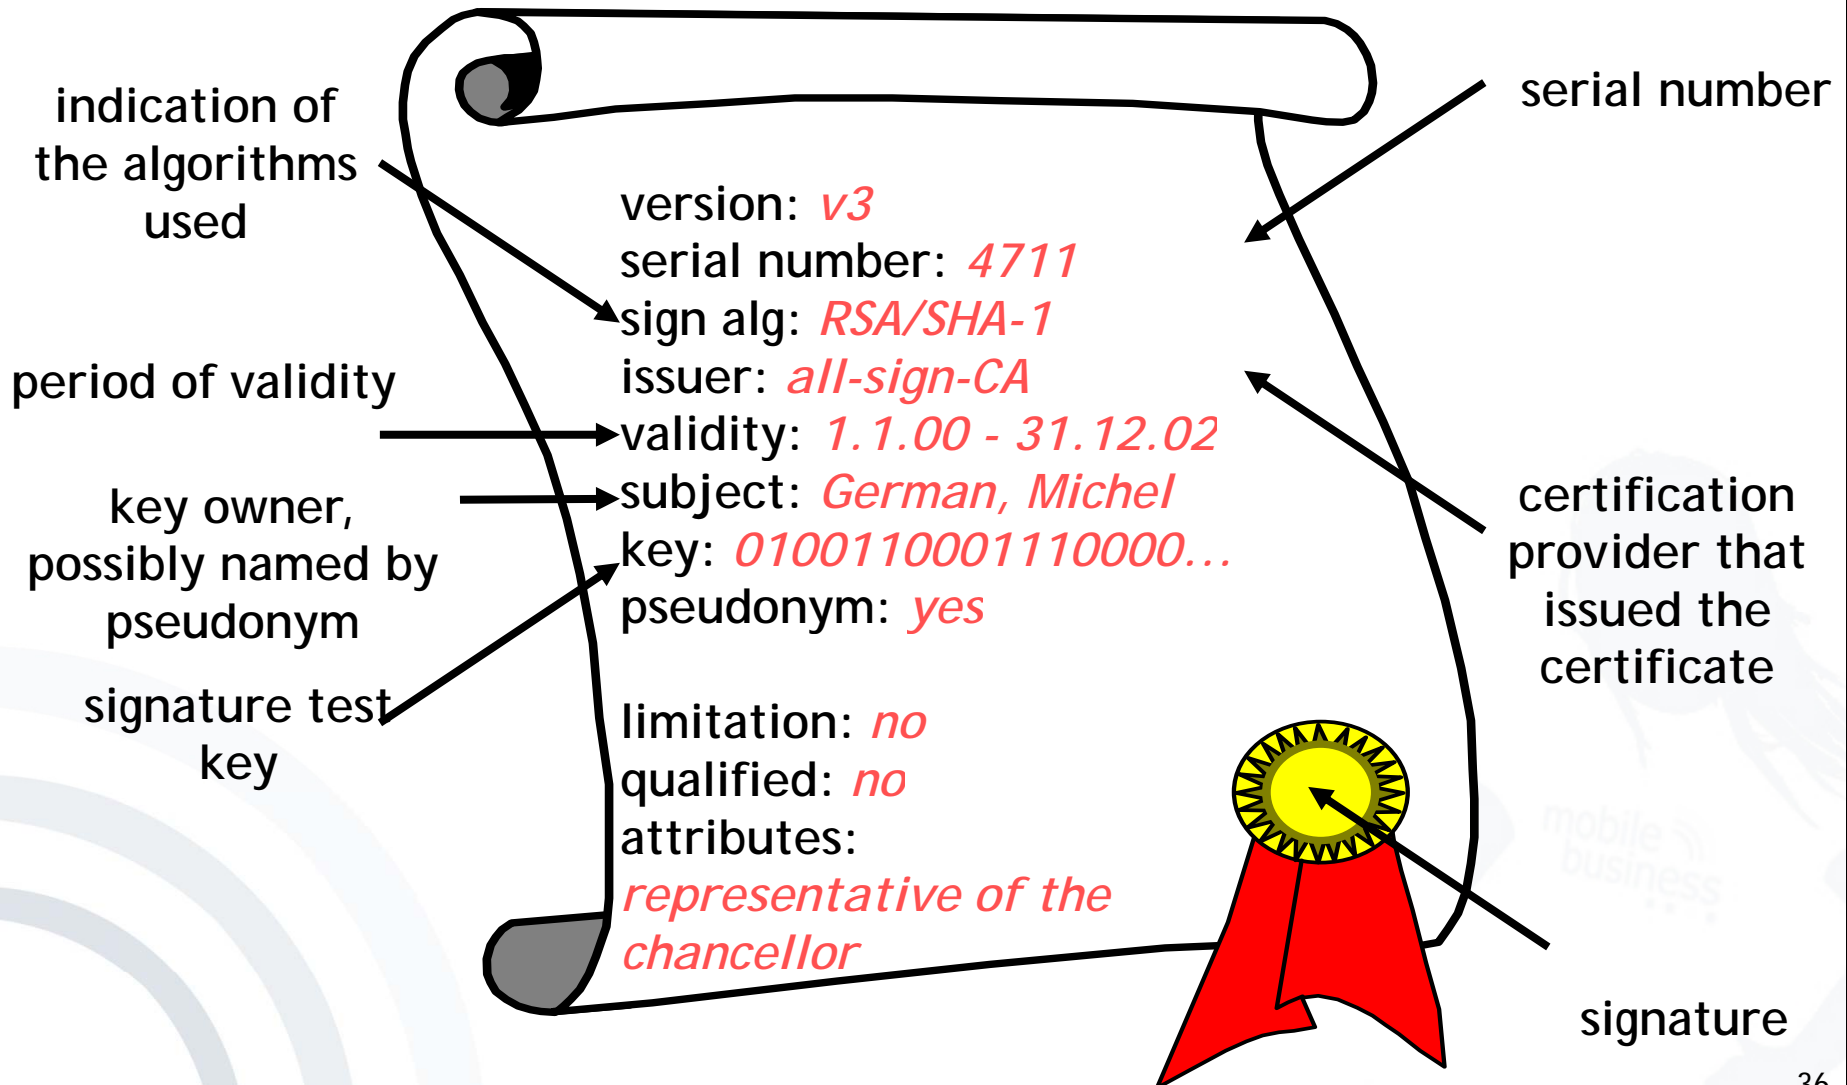 indication of
the algorithms
used
period of validity
key owner,
possibly named by
pseudonym
signature test
key
version: v3
serial number: 4711
sign alg: RSA/SHA-1
issuer: all-sign-CA
validity: 1.1.00 - 31.12.02
subject: German, Michel
key: 0100110001110000...
pseudonym: yes
limitation: no
qualified: no
attributes:
representative of the
chancellor
serial number
certification
provider that
issued the
certificate
mobile
business
signature
36